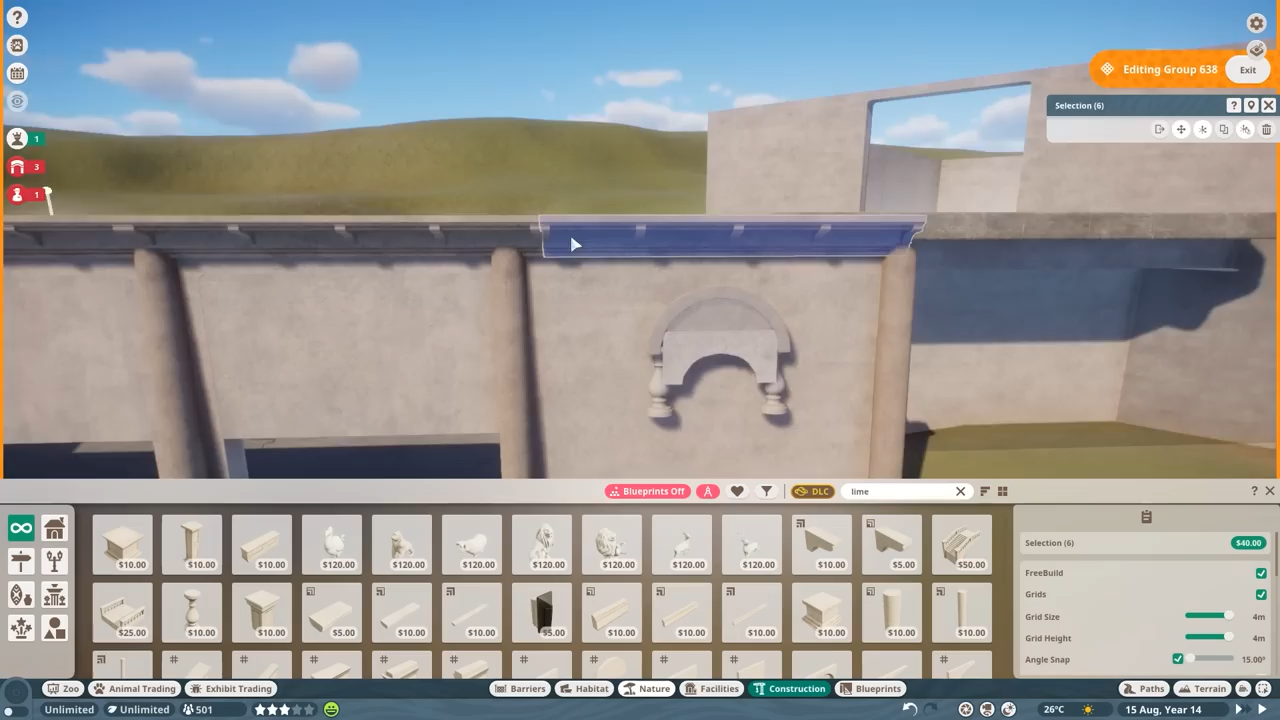 ?
Editing Group 638 Exit
Selection (6) ?
1
3
1
Blueprints Off DLC lime ?
$10.00 $10.00 $10.00 $120.00 $120.00 $120.00 $120.00 $120.00 $120.00 $120.00 $10.00 $5.00 $50.00
$25.00 $10.00 $10.00 $5.00 $10.00 $10.00 $5.00 $10.00 $10.00 $10.00 $10.00 $10.00 $10.00
Selection (6) $40.00
FreeBuild
Grids
Grid Size 4m
Grid Height 4m
Angle Snap 15.00°
Zoo Animal Trading Exhibit Trading Barriers Habitat Nature Facilities Construction Blueprints Paths Terrain
Unlimited Unlimited 501 26°C 15 Aug, Year 14